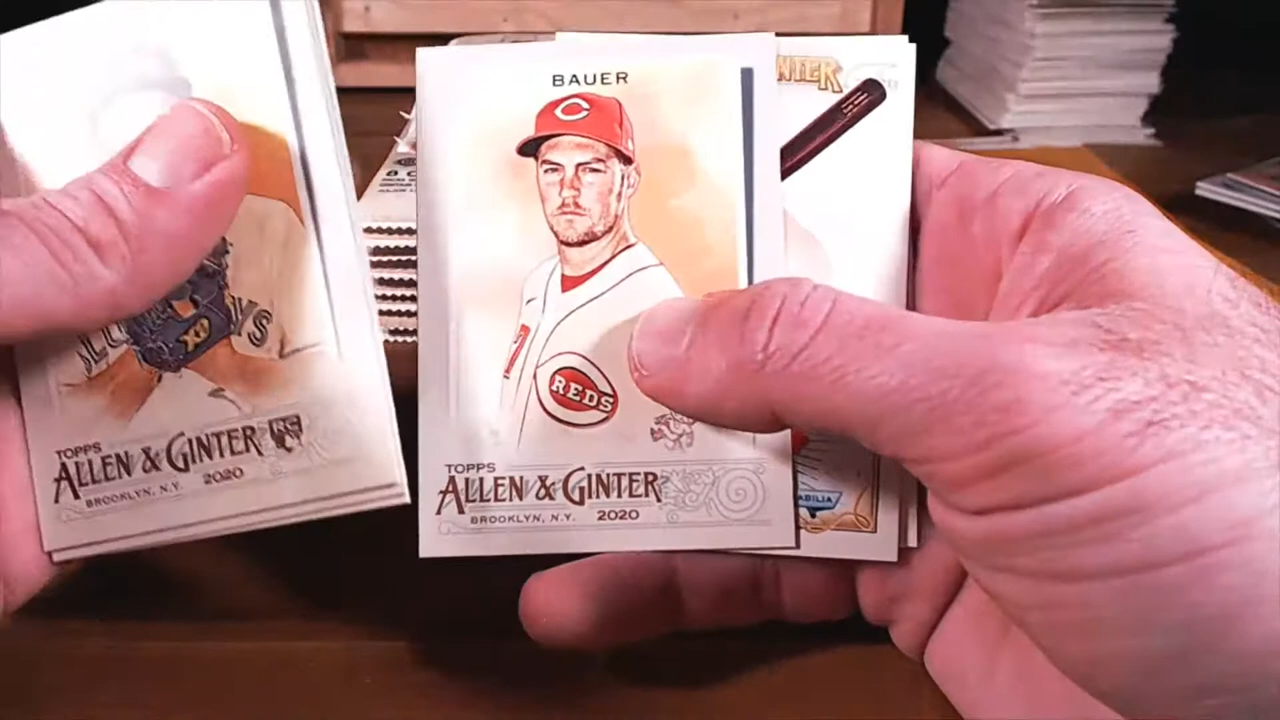 TOPPS
ALLEN & GINTER
BROOKLYN, N.Y. 2020
BAUER
C
REDS
TOPPS
ALLEN & GINTER
BROOKLYN, N.Y. 2020